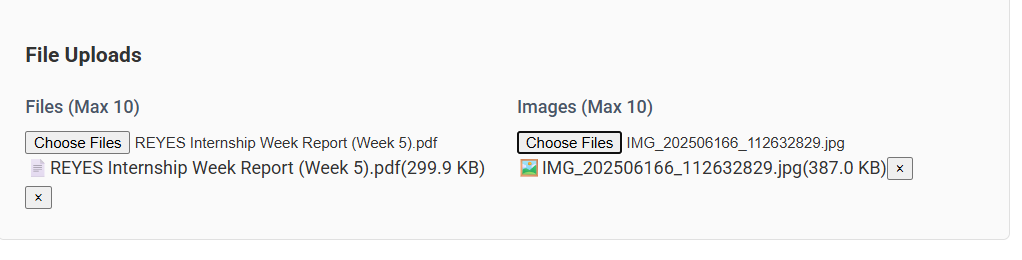 File Uploads
Files (Max 10)
Choose Files REYES Internship Week Report (Week 5).pdf
REYES Internship Week Report (Week 5).pdf(299.9 KB)
×
Images (Max 10)
Choose Files IMG_202506166_112632829.jpg
IMG_202506166_112632829.jpg(387.0 KB) ×